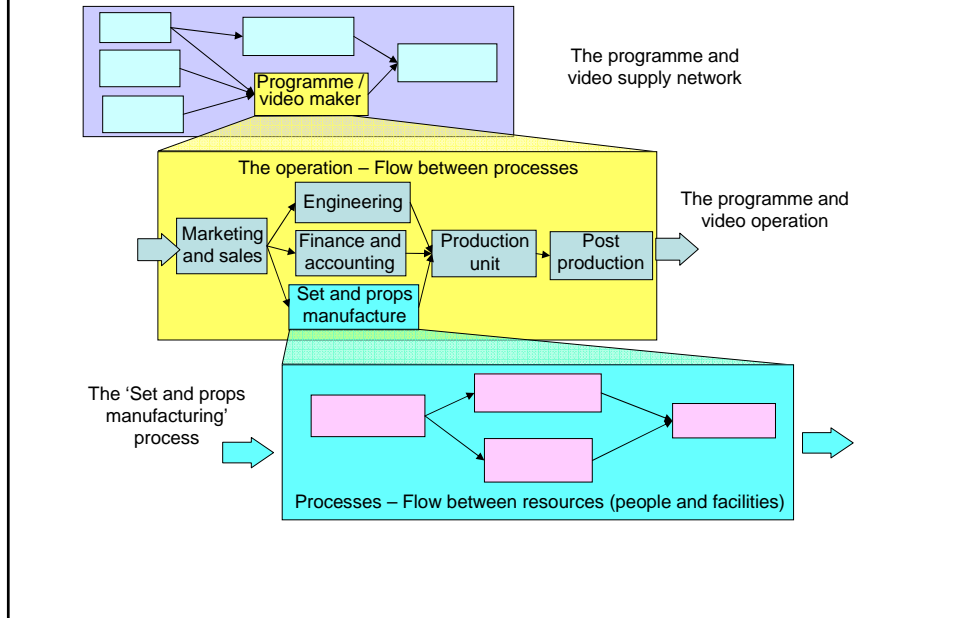 The programme and
video supply network
Programme /
video maker
The operation – Flow between processes
The programme and
video operation
Engineering
Marketing
and sales
Finance and
accounting
Production
unit
Post
production
Set and props
manufacture
The ‘Set and props
manufacturing’
process
Processes – Flow between resources (people and facilities)